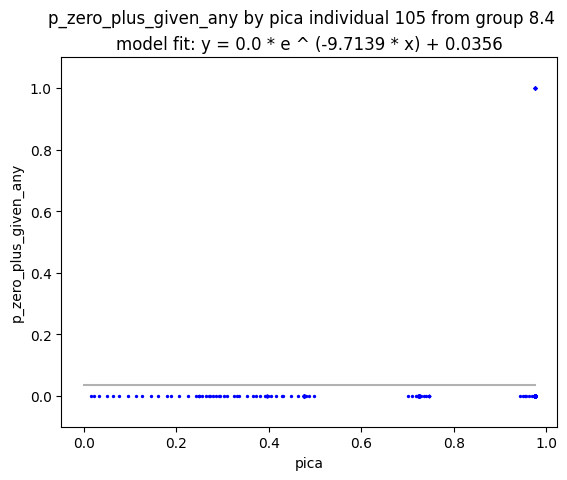 p_zero_plus_given_any by pica individual 105 from group 8.4
model fit: y = 0.0 * e ^ (-9.7139 * x) + 0.0356
1.0
0.8
0.6
0.4
0.2
0.0
p_zero_plus_given_any
0.0 0.2 0.4 0.6 0.8 1.0
pica